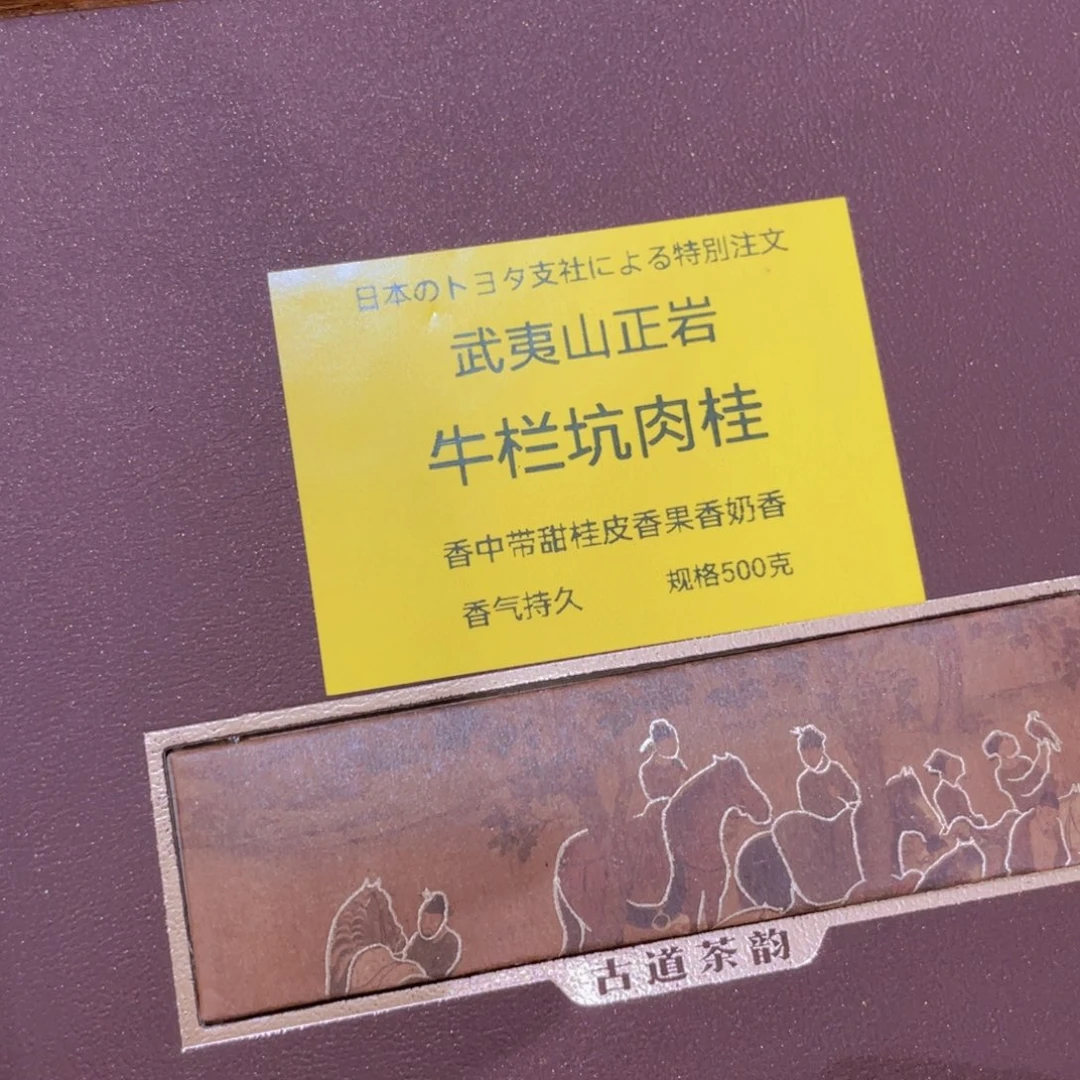 日本のトヨタ支社による特別注文
武夷山正岩
牛栏坑肉桂
香中带甜桂皮香果香奶香
香气持久 规格500克
古道茶韵